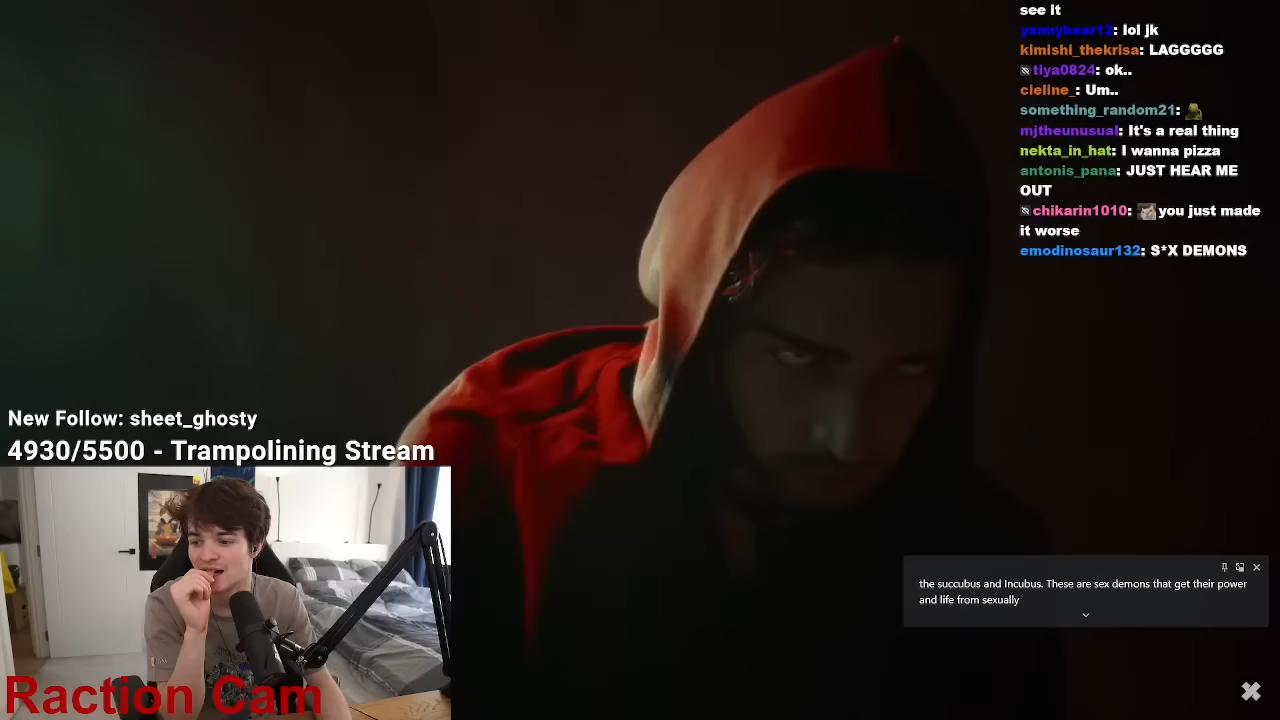 see it
yannybear12: lol jk
kimishi_thekrisa: LAGGGGG
tiya0824: ok..
cieline_: Um..
something_random21:
mjtheunusual: It's a real thing
nekta_in_hat: I wanna pizza
antonis_pana: JUST HEAR ME
OUT
chikarin1010: you just made
it worse
emodinosaur132: S*X DEMONS
New Follow: sheet_ghosty
4930/5500 - Trampolining Stream
the succubus and Incubus. These are sex demons that get their power
and life from sexually
Raction Cam